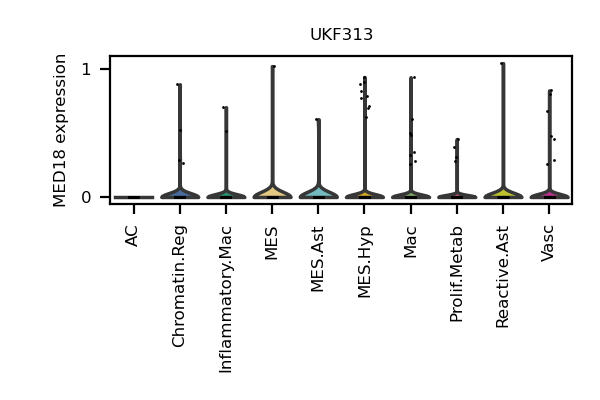 UKF313
MED18 expression
1
0
AC
Chromatin.Reg
Inflammatory.Mac
MES
MES.Ast
MES.Hyp
Mac
Prolif.Metab
Reactive.Ast
Vasc